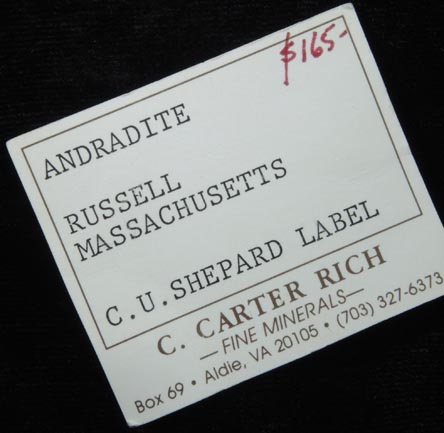 $165-
ANDRADITE
RUSSELL
MASSACHUSETTS
C.U.SHEPARD LABEL
C. CARTER RICH
—FINE MINERALS—
Box 69 • Aldie, VA 20105 • (703) 327-6373